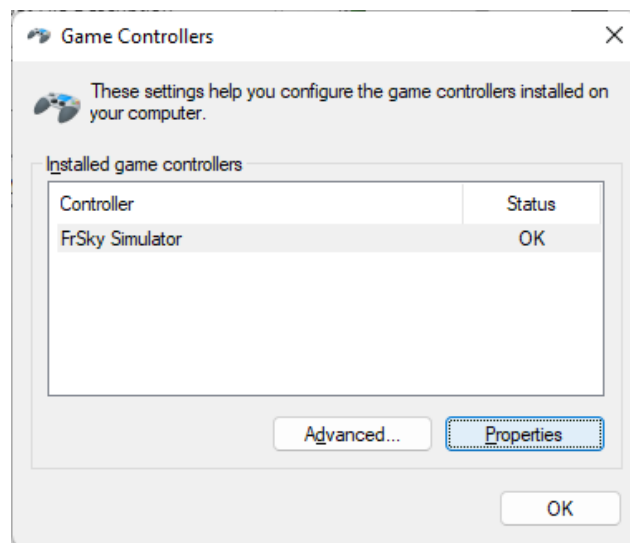 Game Controllers
These settings help you configure the game controllers installed on
your computer.
Installed game controllers
Controller Status
FrSky Simulator OK
Advanced... Properties
OK